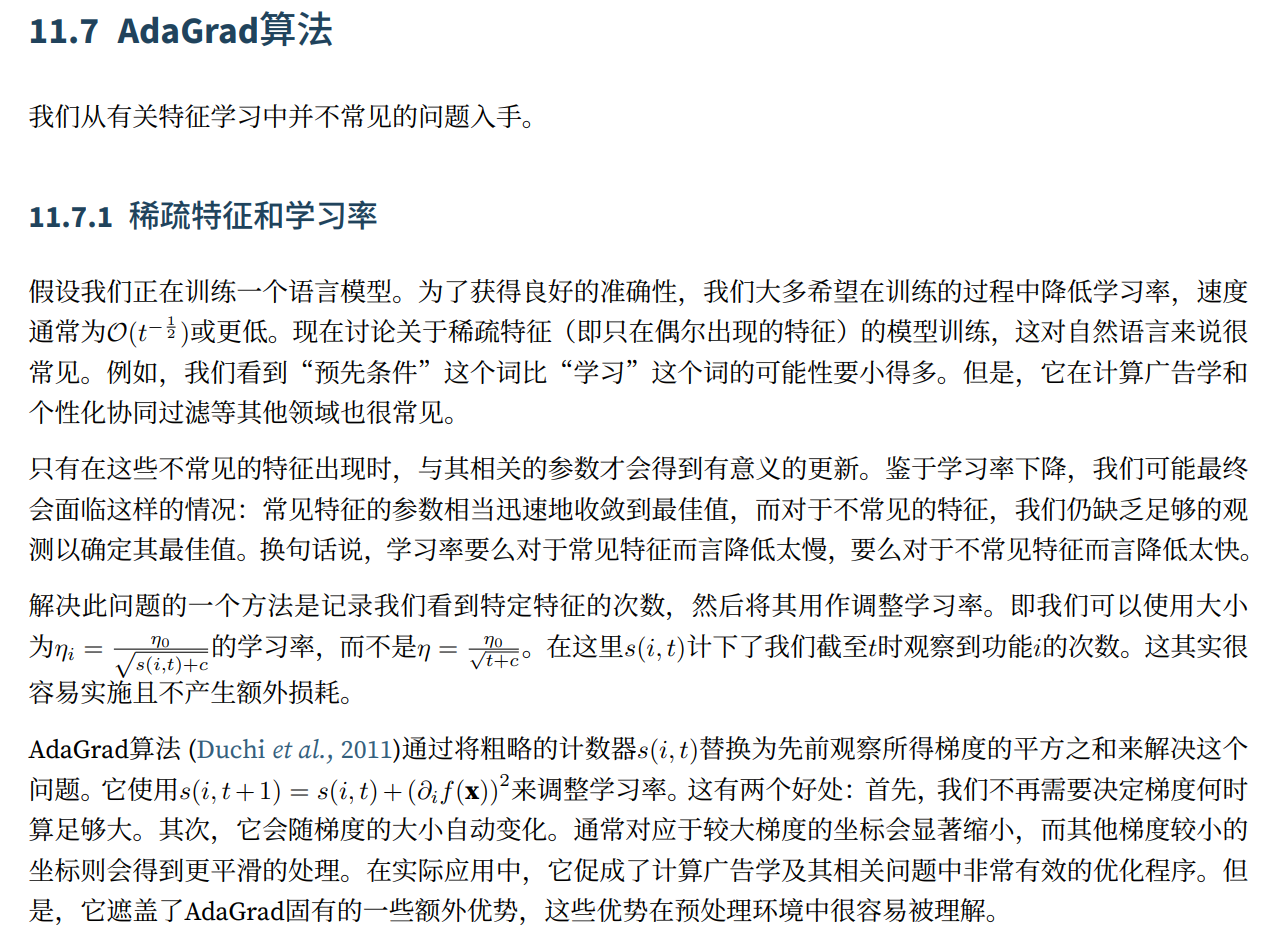 11.7 AdaGrad算法
我们从有关特征学习中并不常见的问题入手。
11.7.1 稀疏特征和学习率
假设我们正在训练一个语言模型。为了获得良好的准确性，我们大多希望在训练的过程中降低学习率，速度
通常为𝒪(t^{-\frac{1}{2}})或更低。现在讨论关于稀疏特征（即只在偶尔出现的特征）的模型训练，这对自然语言来说很
常见。例如，我们看到“预先条件”这个词比“学习”这个词的可能性要小得多。但是，它在计算广告学和
个性化协同过滤等其他领域也很常见。
只有在这些不常见的特征出现时，与其相关的参数才会得到有意义的更新。鉴于学习率下降，我们可能最终
会面临这样的情况：常见特征的参数相当迅速地收敛到最佳值，而对于不常见的特征，我们仍缺乏足够的观
测以确定其最佳值。换句话说，学习率要么对于常见特征而言降低太慢，要么对于不常见特征而言降低太快。
解决此问题的一个方法是记录我们看到特定特征的次数，然后将其用作调整学习率。即我们可以使用大小
为η_i = \frac{η_0}{\sqrt{s(i,t)+c}}的学习率，而不是η = \frac{η_0}{\sqrt{t+c}}。在这里s(i, t)计下了我们截至t时观察到功能i的次数。这其实很
容易实施且不产生额外损耗。
AdaGrad算法 (Duchi et al., 2011)通过将粗略的计数器s(i, t)替换为先前观察所得梯度的平方之和来解决这个
问题。它使用s(i, t + 1) = s(i, t) + (∂_i f(𝐱))^2来调整学习率。这有两个好处：首先，我们不再需要决定梯度何时
算足够大。其次，它会随梯度的大小自动变化。通常对应于较大梯度的坐标会显著缩小，而其他梯度较小的
坐标则会得到更平滑的处理。在实际应用中，它促成了计算广告学及其相关问题中非常有效的优化程序。但
是，它遮盖了AdaGrad固有的一些额外优势，这些优势在预处理环境中很容易被理解。